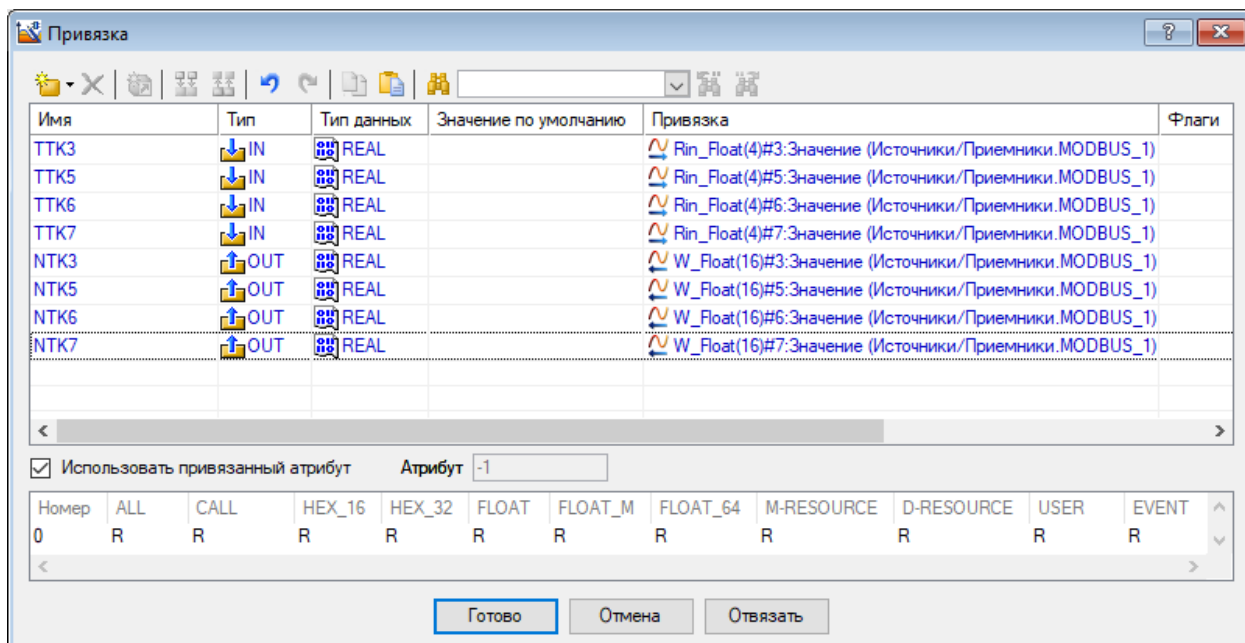 Привязка
Имя Тип Тип данных Значение по умолчанию Привязка Флаги
TTK3 IN REAL Rin_Float(4)#3:Значение (Источники/Приемники.MODBUS_1)
TTK5 IN REAL Rin_Float(4)#5:Значение (Источники/Приемники.MODBUS_1)
TTK6 IN REAL Rin_Float(4)#6:Значение (Источники/Приемники.MODBUS_1)
TTK7 IN REAL Rin_Float(4)#7:Значение (Источники/Приемники.MODBUS_1)
NTK3 OUT REAL W_Float(16)#3:Значение (Источники/Приемники.MODBUS_1)
NTK5 OUT REAL W_Float(16)#5:Значение (Источники/Приемники.MODBUS_1)
NTK6 OUT REAL W_Float(16)#6:Значение (Источники/Приемники.MODBUS_1)
NTK7 OUT REAL W_Float(16)#7:Значение (Источники/Приемники.MODBUS_1)
Использовать привязанный атрибут Атрибут -1
Номер ALL CALL HEX_16 HEX_32 FLOAT FLOAT_M FLOAT_64 M-RESOURCE D-RESOURCE USER EVENT
0 R R R R R R R R R R R
Готово Отмена Отвязать